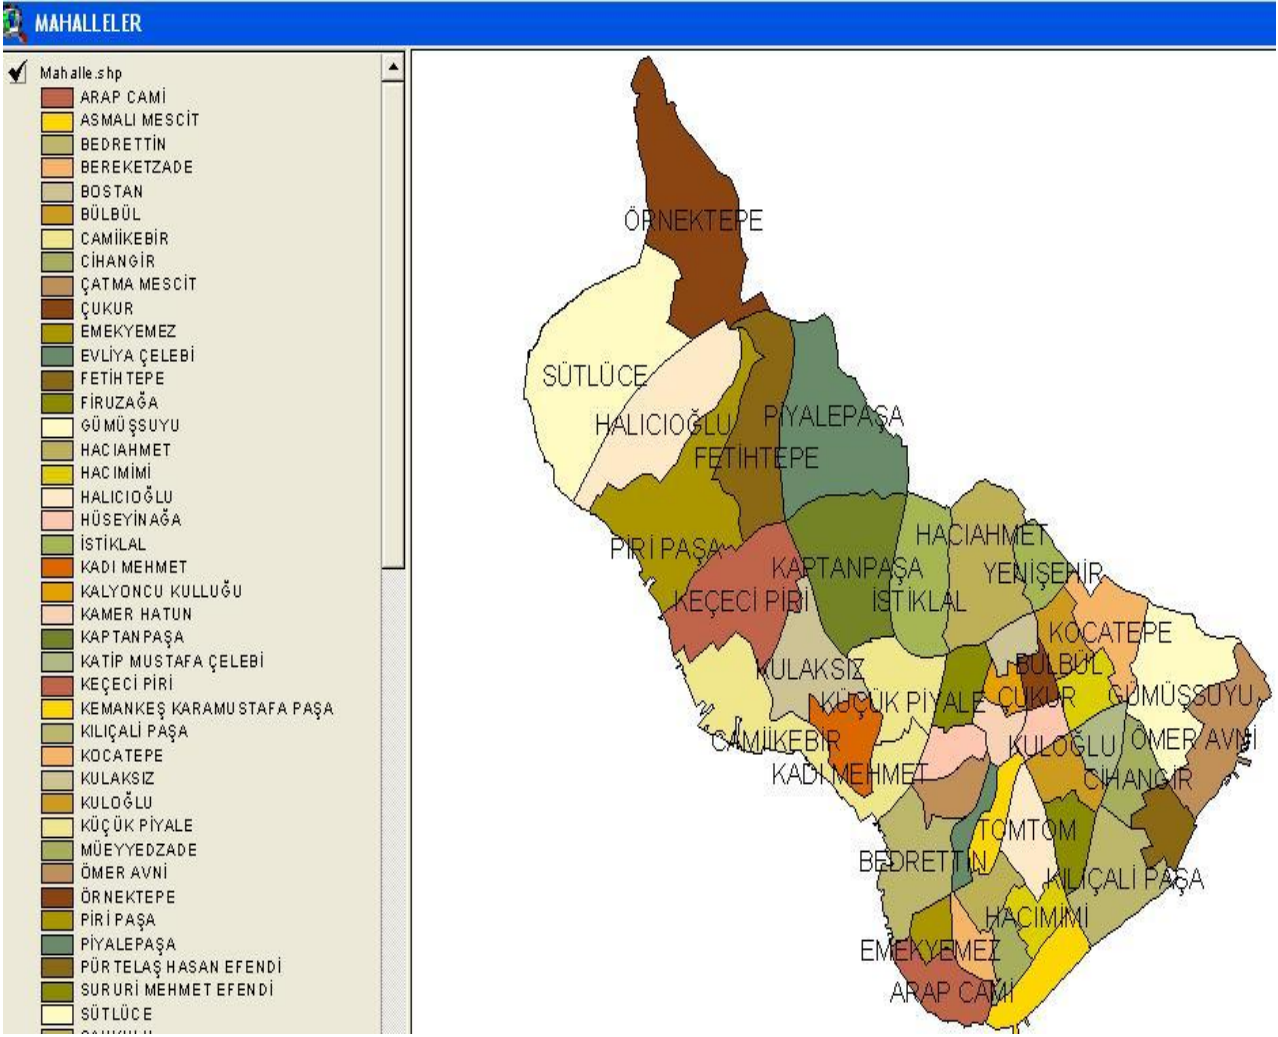 MAHALLELER
Mahalle.shp
ARAP CAMİ
ASMALI MESCİT
BEDRETTİN
BEREKETZADE
BOSTAN
BÜLBÜL
CAMİİKEBİR
CİHANGİR
ÇATMA MESCİT
ÇUKUR
EMEKYEMEZ
EVLİYA ÇELEBİ
FETİHTEPE
FİRUZAĞA
GÜMÜŞSUYU
HACIAHMET
HACIMİMİ
HALICIOĞLU
HÜSEYİNAĞA
İSTİKLAL
KADI MEHMET
KALYONCU KULLUĞU
KAMER HATUN
KAPTANPAŞA
KATİP MUSTAFA ÇELEBİ
KEÇECİ PİRİ
KEMANKEŞ KARAMUSTAFA PAŞA
KILIÇALİ PAŞA
KOCATEPE
KULAKSIZ
KULOĞLU
KÜÇÜK PİYALE
MÜEYYEDZADE
ÖMER AVNİ
ÖRNEKTEPE
PİRİ PAŞA
PİYALEPAŞA
PÜRTELAŞ HASAN EFENDİ
SURURİ MEHMET EFENDİ
SÜTLÜCE
ÖRNEKTEPE
SÜTLÜCE
HALICIOĞLU
PİYALEPAŞA
FETİHTEPE
PİRİ PAŞA
HACIAHMET
KAPTANPAŞA
YENİŞEHİR
KEÇECİ PİRİ
İSTİKLAL
KOCATEPE
KULAKSIZ
BÜLBÜL
KÜÇÜK PİYALE
ÇUKUR
GÜMÜŞSUYU
CAMİİKEBİR
KULOĞLU
ÖMER AVNİ
KADI MEHMET
CİHANGİR
TOMTOM
BEDRETTİN
KILIÇALİ PAŞA
HACIMİMİ
EMEKYEMEZ
ARAP CAMİ